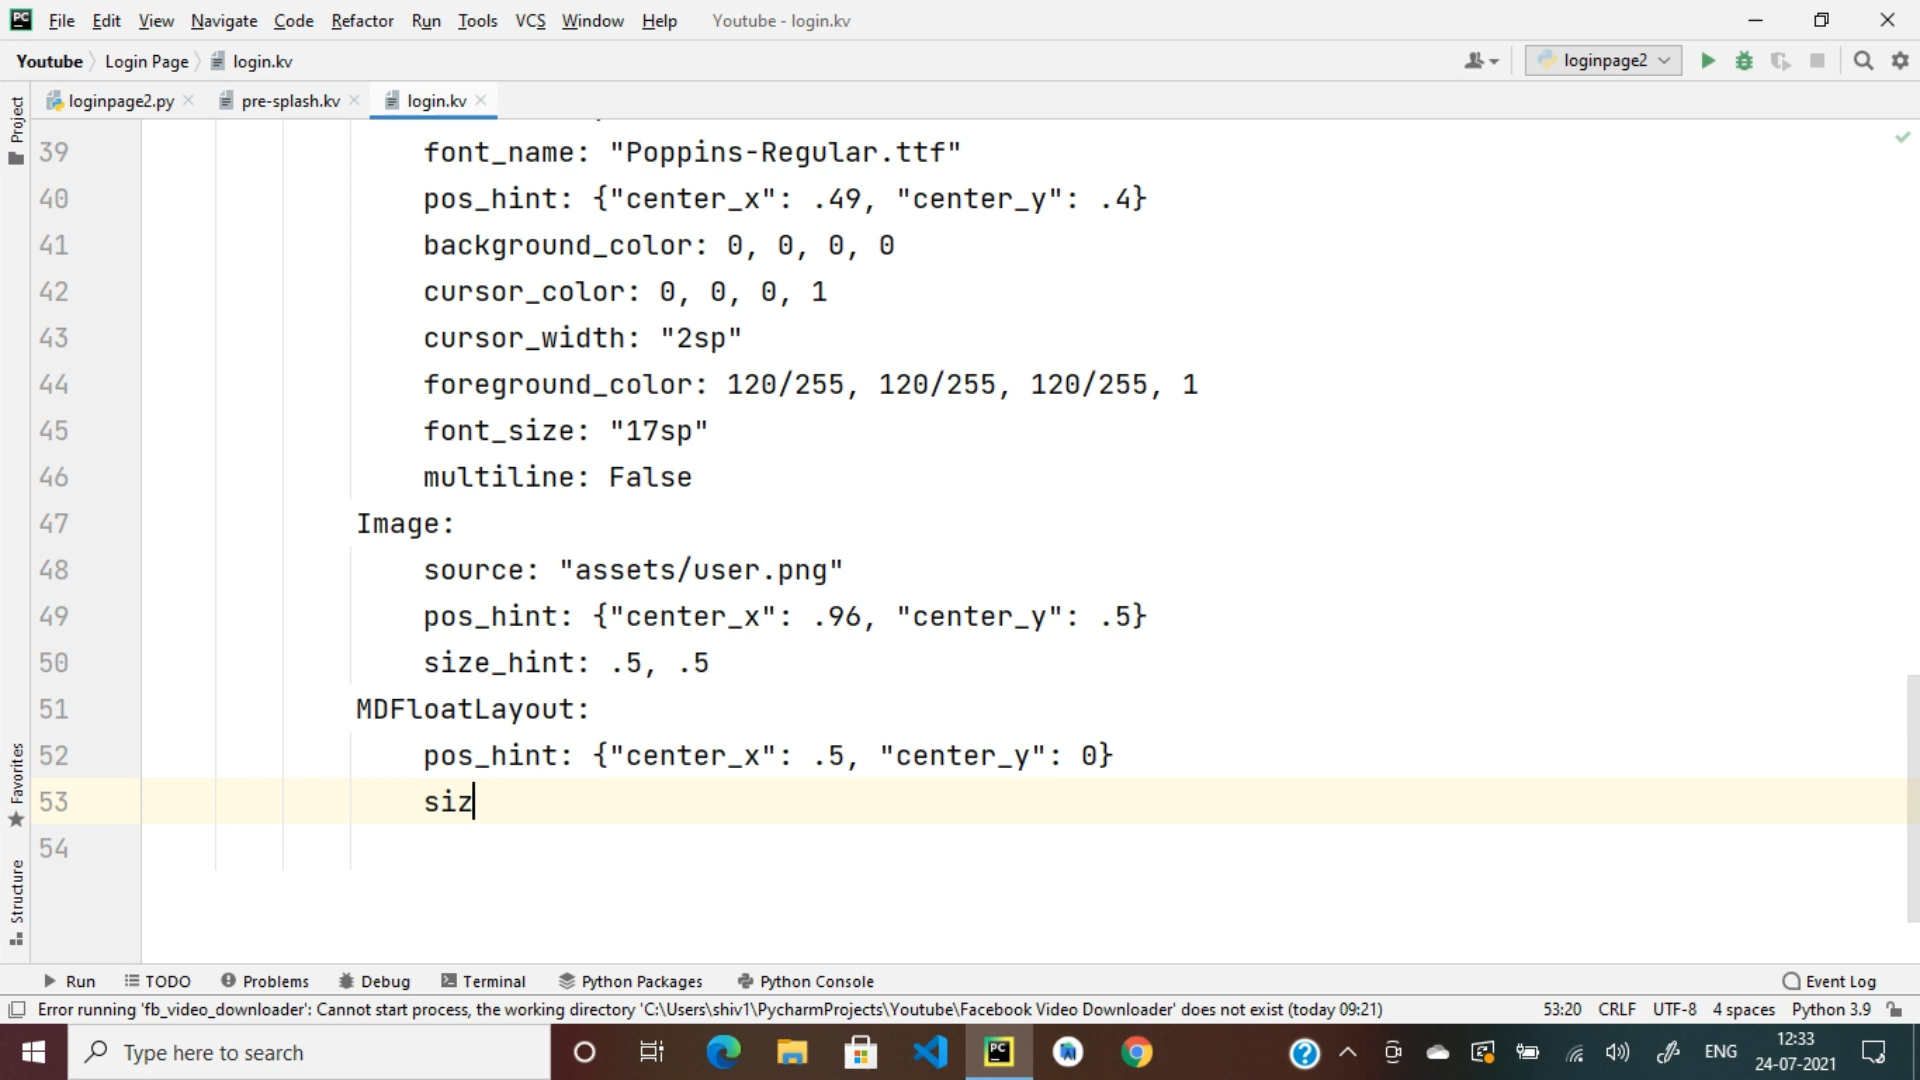 File Edit View Navigate Code Refactor Run Tools VCS Window Help Youtube - login.kv
Youtube Login Page login.kv loginpage2
loginpage2.py pre-splash.kv login.kv
Project
Favorites
Structure
39 font_name: "Poppins-Regular.ttf"
40 pos_hint: {"center_x": .49, "center_y": .4}
41 background_color: 0, 0, 0, 0
42 cursor_color: 0, 0, 0, 1
43 cursor_width: "2sp"
44 foreground_color: 120/255, 120/255, 120/255, 1
45 font_size: "17sp"
46 multiline: False
47 Image:
48 source: "assets/user.png"
49 pos_hint: {"center_x": .96, "center_y": .5}
50 size_hint: .5, .5
51 MDFloatLayout:
52 pos_hint: {"center_x": .5, "center_y": 0}
53 siz
54
Run TODO Problems Debug Terminal Python Packages Python Console Event Log
Error running 'fb_video_downloader': Cannot start process, the working directory 'C:\Users\shiv1\PycharmProjects\Youtube\Facebook Video Downloader' does not exist (today 09:21) 53:20 CRLF UTF-8 4 spaces Python 3.9
Type here to search PC ENG 12:33
24-07-2021